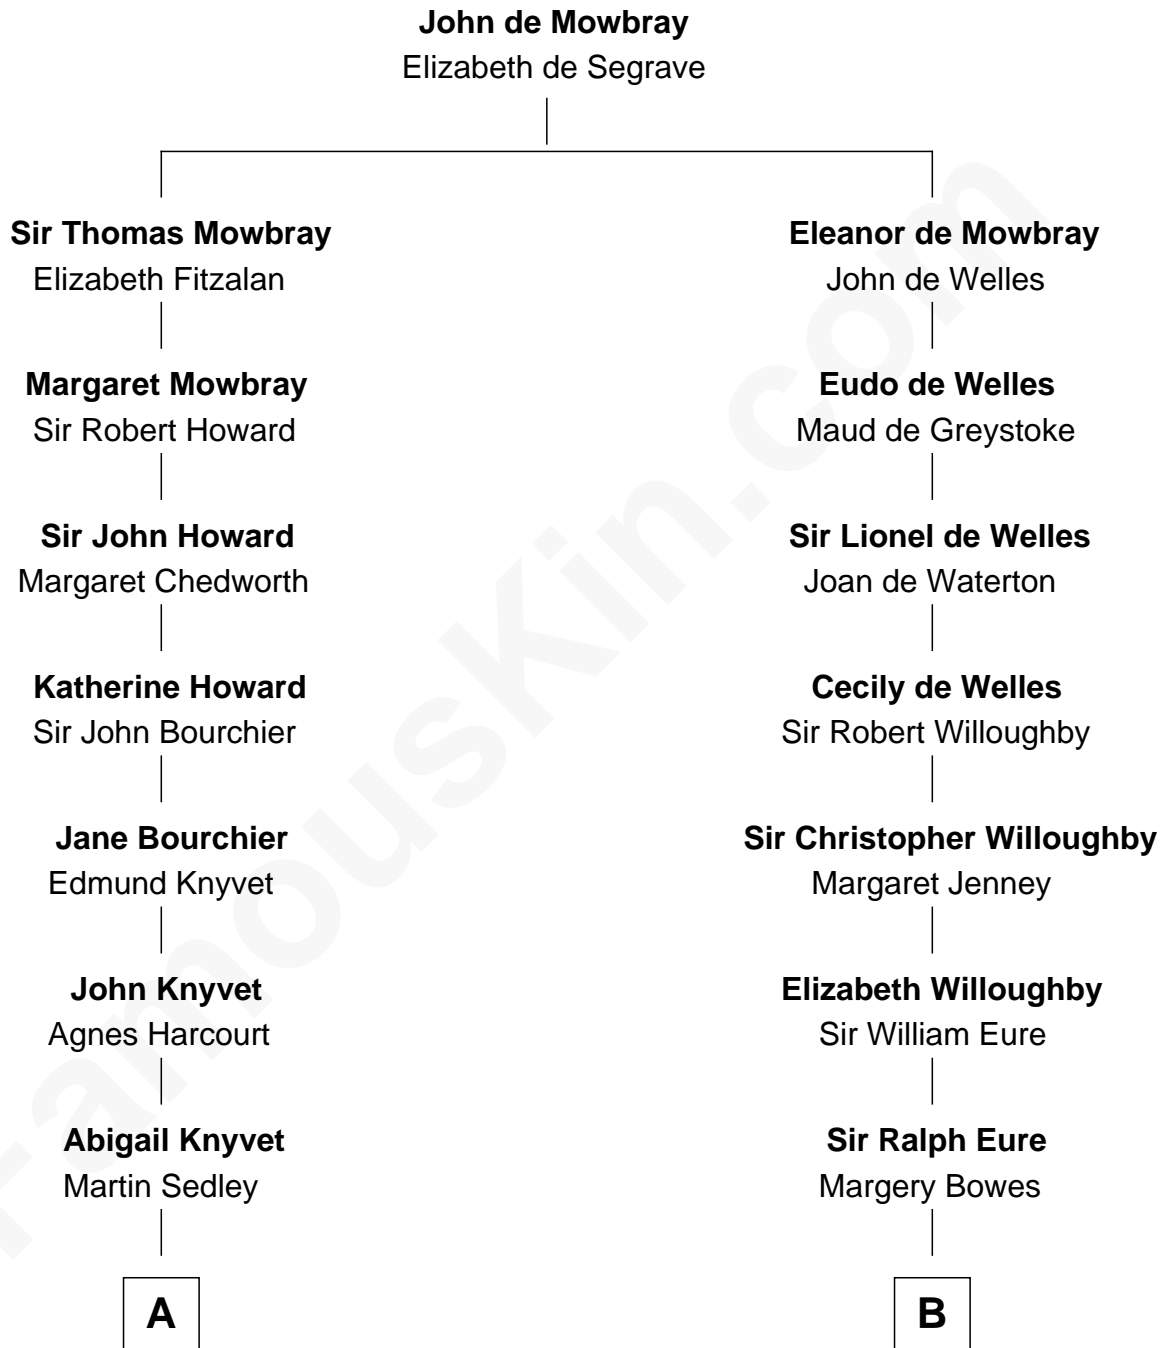 John de Mowbray
Elizabeth de Segrave
Sir Thomas Mowbray
Elizabeth Fitzalan
Eleanor de Mowbray
John de Welles
Margaret Mowbray
Sir Robert Howard
Eudo de Welles
Maud de Greystoke
Sir John Howard
Margaret Chedworth
Sir Lionel de Welles
Joan de Waterton
Katherine Howard
Sir John Bourchier
Cecily de Welles
Sir Robert Willoughby
Jane Bourchier
Edmund Knyvet
Sir Christopher Willoughby
Margaret Jenney
John Knyvet
Agnes Harcourt
Elizabeth Willoughby
Sir William Eure
Abigail Knyvet
Martin Sedley
Sir Ralph Eure
Margery Bowes
A
B
FamousKin.com